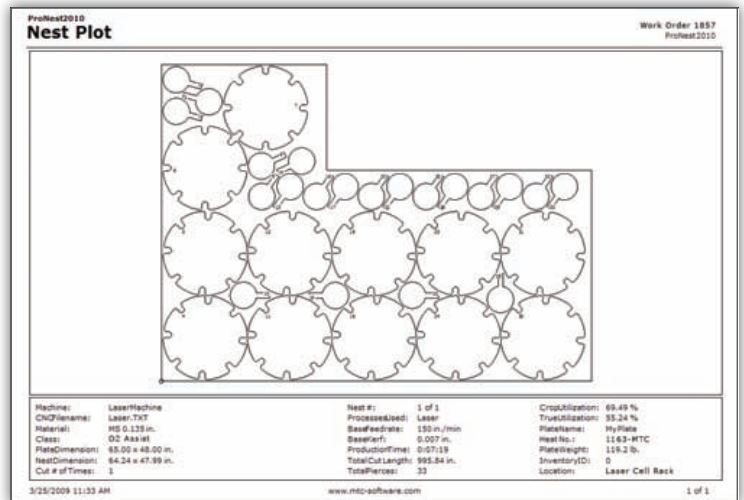 ProNest2010
Nest Plot
Work Order 1857
ProNest2010
Machine: LaserMachine
CNCFilename: Laser.TXT
Material: MS 0.135 in.
Class: O2 Assist
PlateDimension: 65.00 x 48.00 in.
NestDimension: 64.24 x 47.99 in.
Cut # of Times: 1
Nest #: 1 of 1
ProcessesUsed: Laser
BaseFeedrate: 150 in./min
BaseKerf: 0.007 in.
ProductionTime: 0:07:19
TotalCutLength: 995.84 in.
TotalPierces: 33
CropUtilization: 69.49 %
TrueUtilization: 55.24 %
PlateName: MyPlate
HeatNo.: 1163-MTC
PlateWeight: 119.2 lb.
InventoryID: 0
Location: Laser Cell Rack
3/25/2009 11:33 AM
www.mtc-software.com
1 of 1